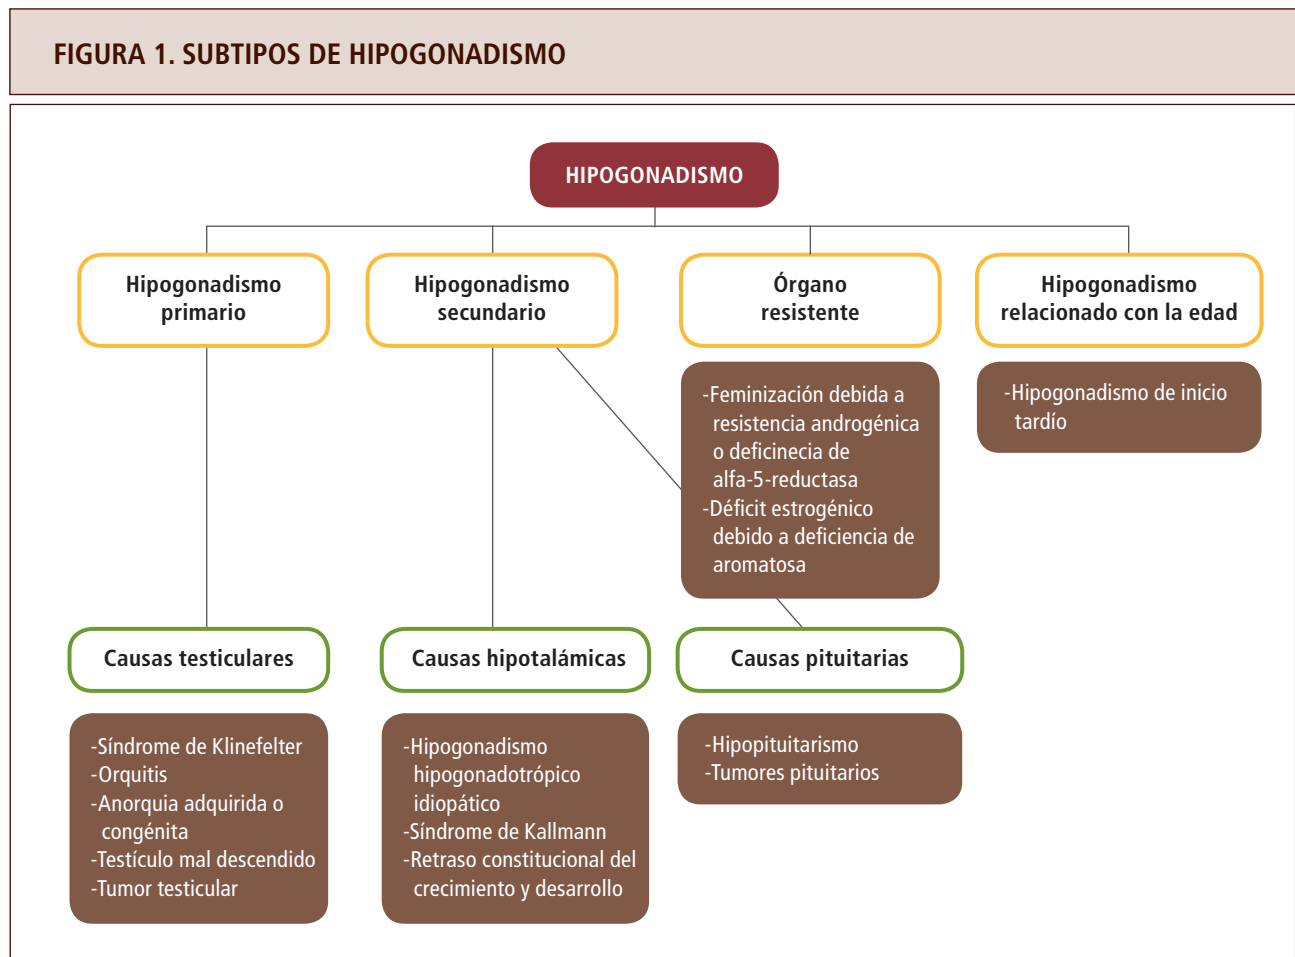 FIGURA 1. SUBTIPOS DE HIPOGONADISMO
HIPOGONADISMO
Hipogonadismo
primario
Hipogonadismo
secundario
Órgano
resistente
Hipogonadismo
relacionado con la edad
-Feminización debida a
resistencia androgénica
o deficinecia de
alfa-5-reductasa
-Déficit estrogénico
debido a deficiencia de
aromatosa
-Hipogonadismo de inicio
tardío
Causas testiculares
Causas hipotalámicas
Causas pituitarias
-Síndrome de Klinefelter
-Orquitis
-Anorquia adquirida o
congénita
-Testículo mal descendido
-Tumor testicular
-Hipogonadismo
hipogonadotrópico
idiopático
-Síndrome de Kallmann
-Retraso constitucional del
crecimiento y desarrollo
-Hipopituitarismo
-Tumores pituitarios